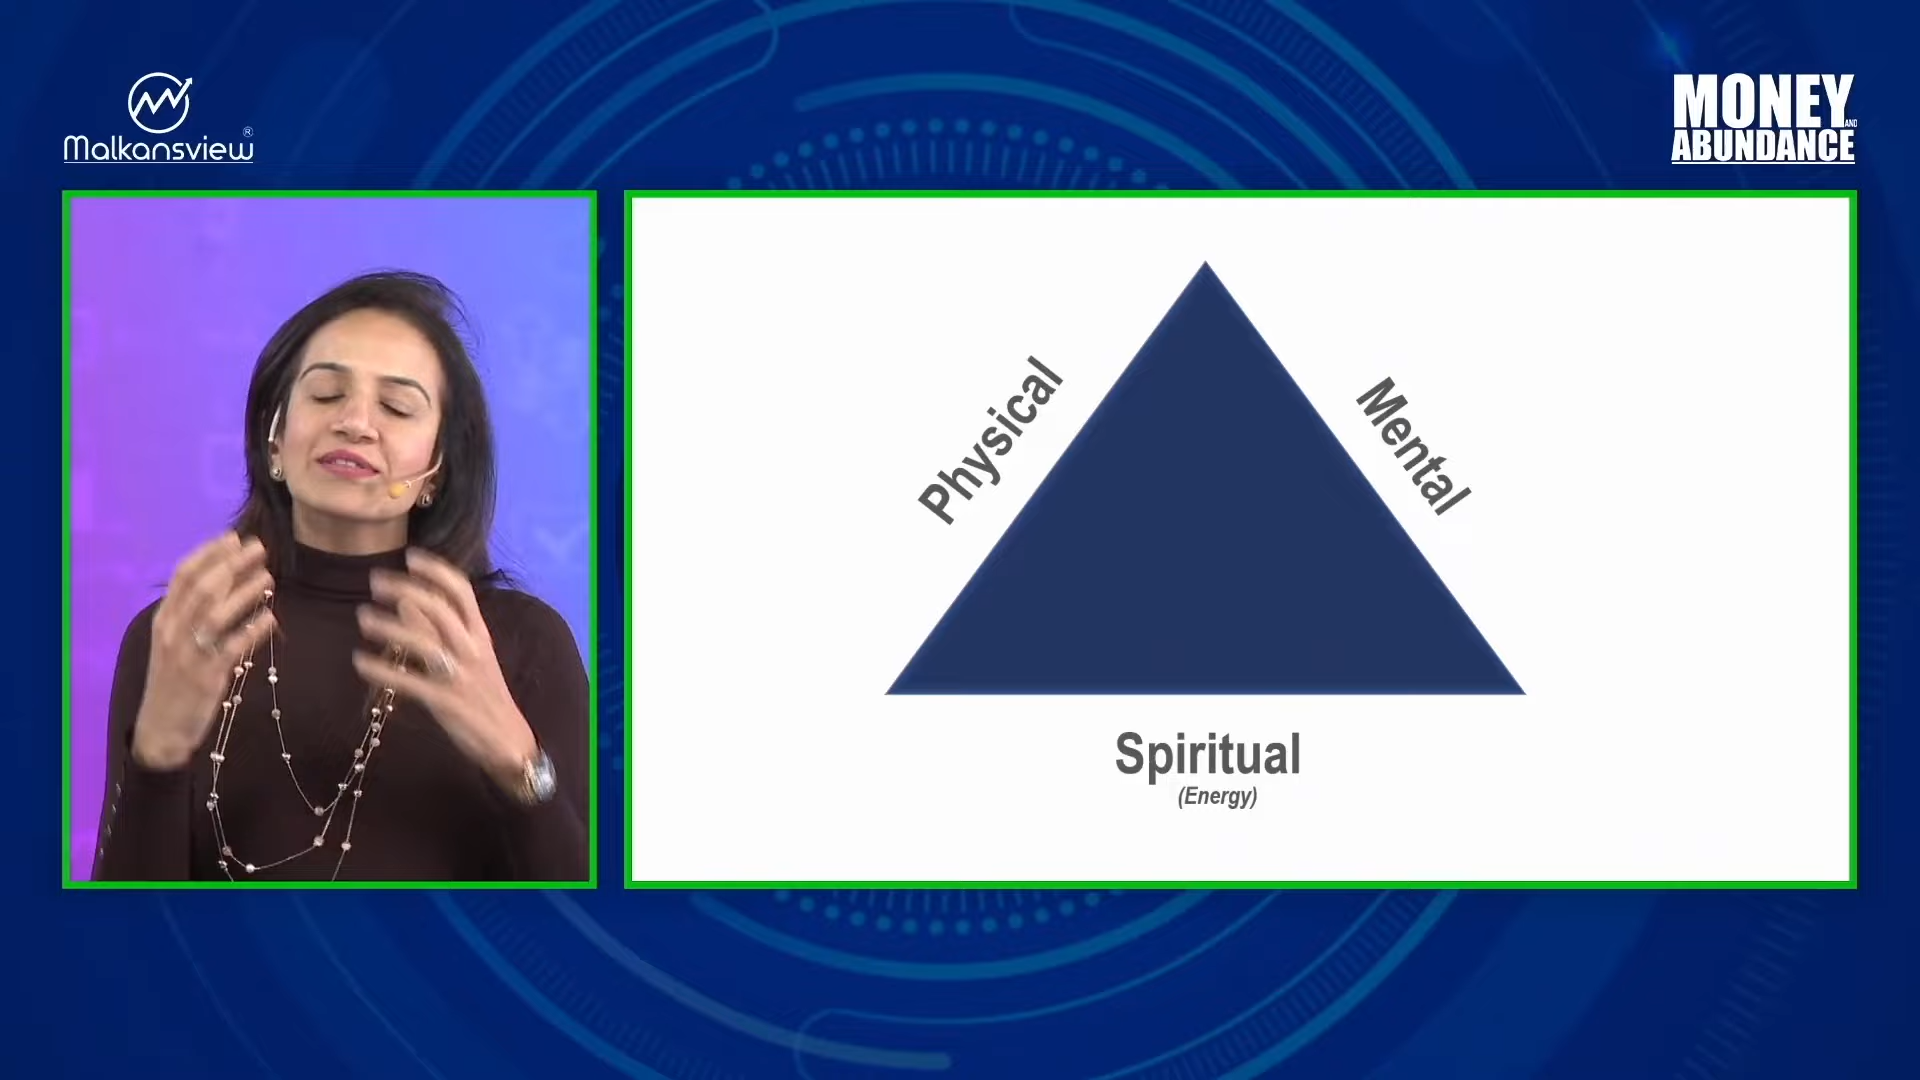 Malkansview®
MONEY
AND
ABUNDANCE
Physical
Mental
Spiritual
(Energy)